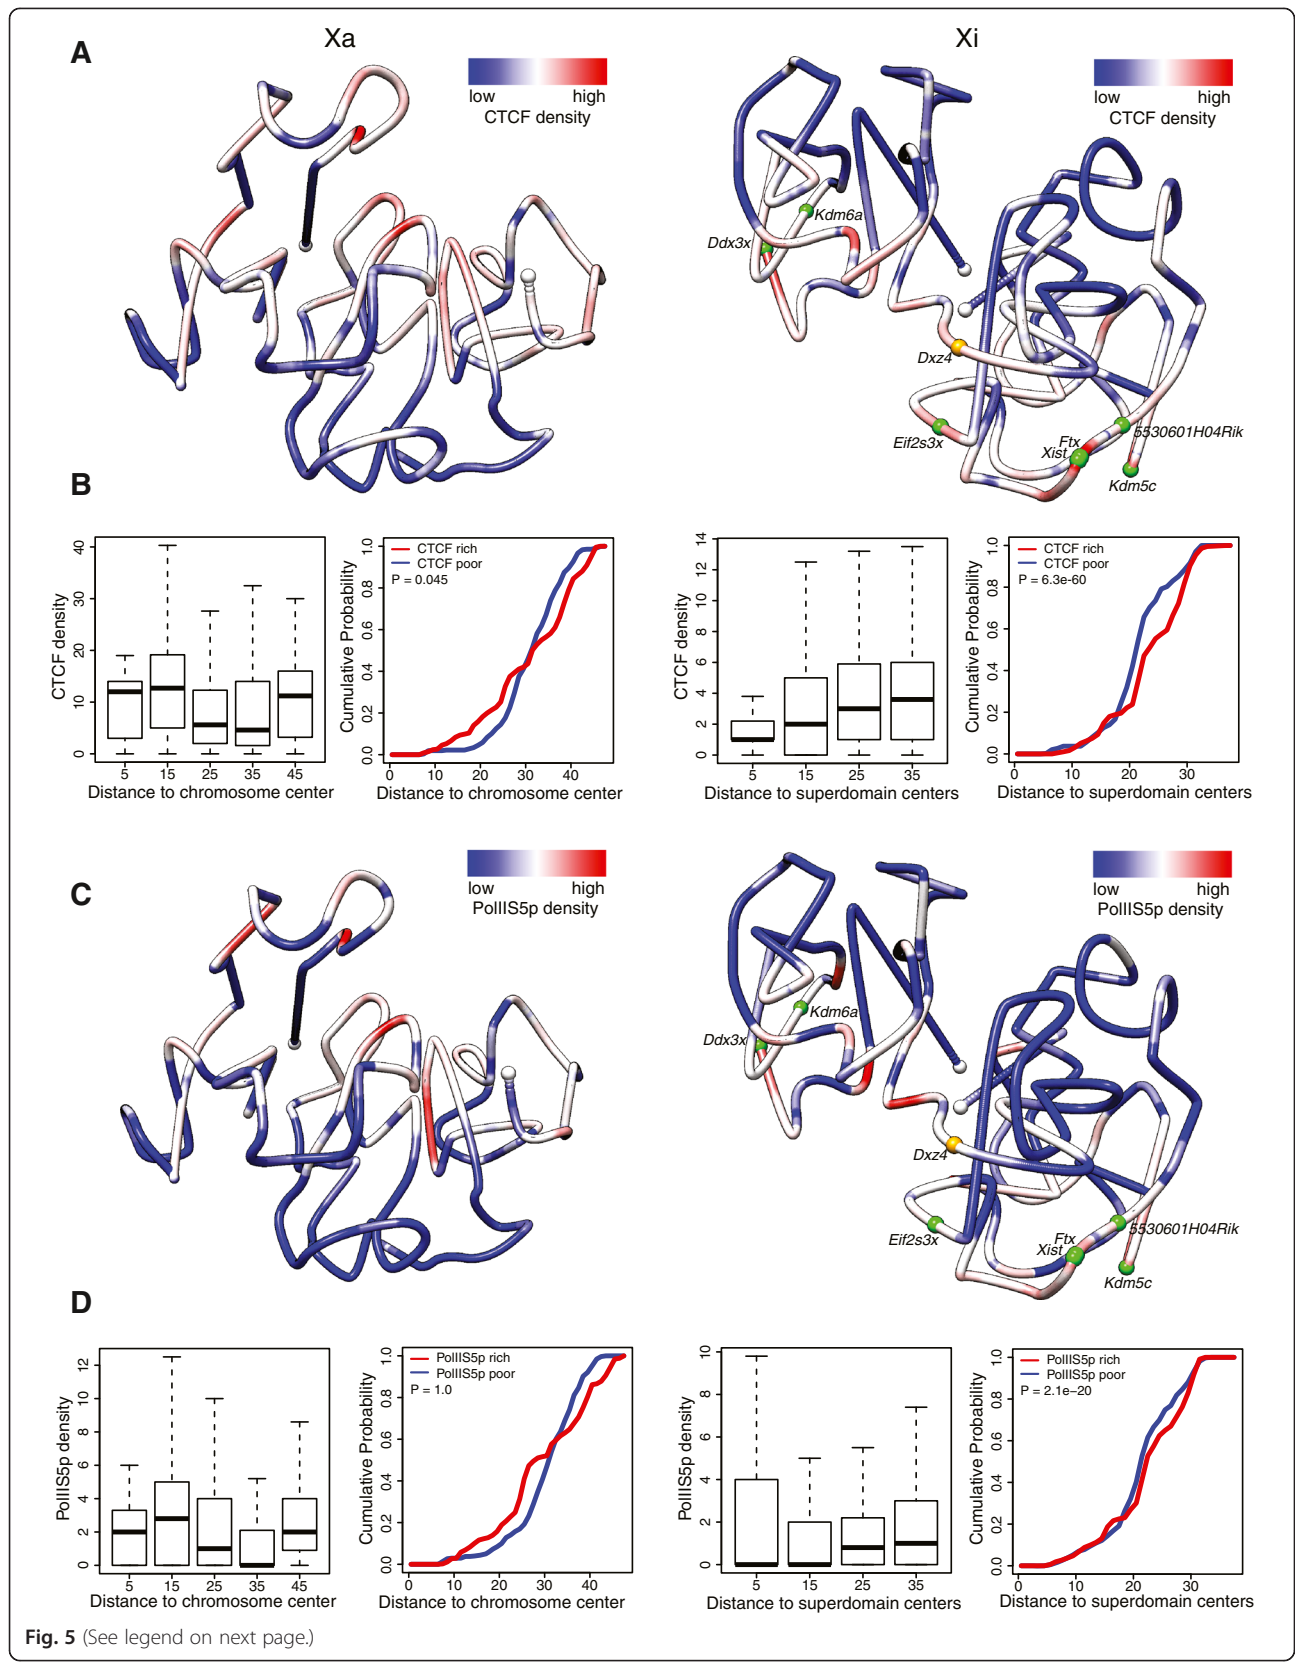 Xa
Xi
A
low
high
CTCF density
low
high
CTCF density
Kdm6a
Ddx3x
Dxz4
Eif2s3x
Ftx
Xist
5530601H04Rik
Kdm5c
B
CTCF density
0
10
20
30
40
5
15
25
35
45
Distance to chromosome center
Cumulative Probability
0.0
0.2
0.4
0.6
0.8
1.0
CTCF rich
CTCF poor
P = 0.045
0
10
20
30
40
Distance to chromosome center
CTCF density
0
2
4
6
8
10
12
14
5
15
25
35
Distance to superdomain centers
Cumulative Probability
0.0
0.2
0.4
0.6
0.8
1.0
CTCF rich
CTCF poor
P = 6.3e-60
0
10
20
30
Distance to superdomain centers
C
low
high
PolIIS5p density
low
high
PolIIS5p density
Kdm6a
Ddx3x
Dxz4
Eif2s3x
Ftx
Xist
5530601H04Rik
Kdm5c
D
PolIIS5p density
0
2
4
6
8
10
12
5
15
25
35
45
Distance to chromosome center
Cumulative Probability
0.0
0.2
0.4
0.6
0.8
1.0
PolIIS5p rich
PolIIS5p poor
P = 1.0
0
10
20
30
40
Distance to chromosome center
PolIIS5p density
0
2
4
6
8
10
5
15
25
35
Distance to superdomain centers
Cumulative Probability
0.0
0.2
0.4
0.6
0.8
1.0
PolIIS5p rich
PolIIS5p poor
P = 2.1e−20
0
10
20
30
Distance to superdomain centers
Fig. 5 (See legend on next page.)